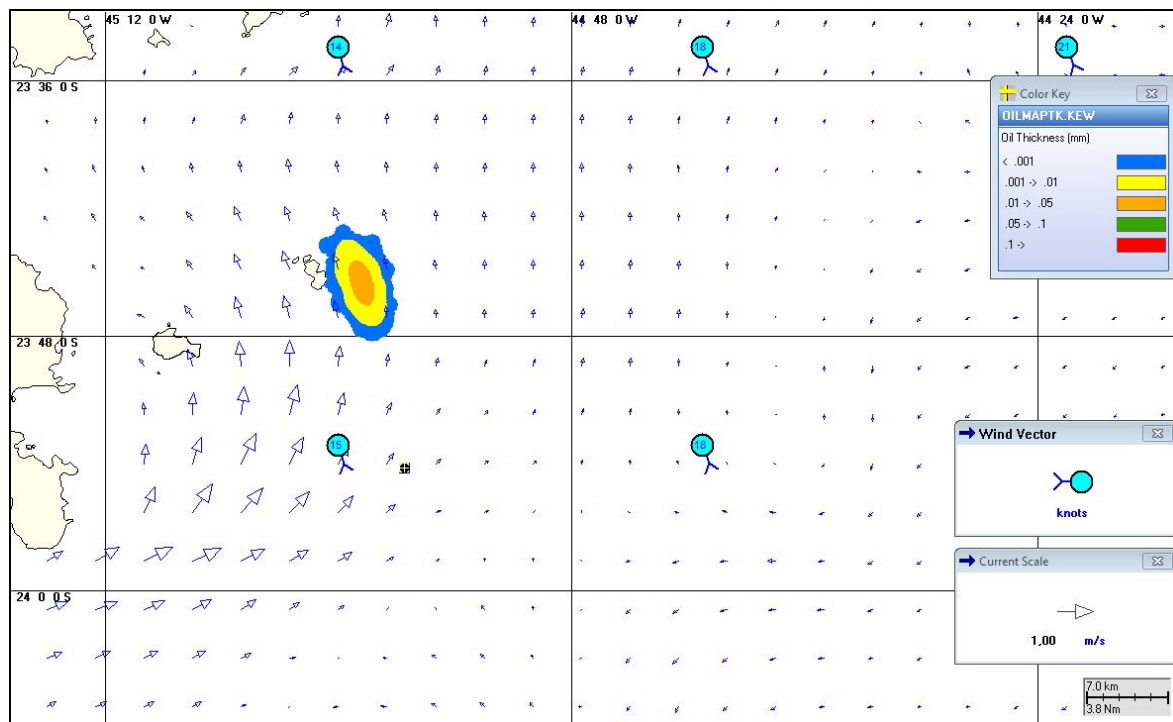 45 12 0 W
44 48 0 W
44 24 0 W
14
18
21
23 36 0 S
Color Key
OILMAPTK.KEW
Oil Thickness (mm)
< .001
.001 -> .01
.01 -> .05
.05 -> .1
.1 ->
23 48 0 S
15
18
Wind Vector
knots
Current Scale
1,00 m/s
24 0 0 S
7.0 km
3.8 Nm